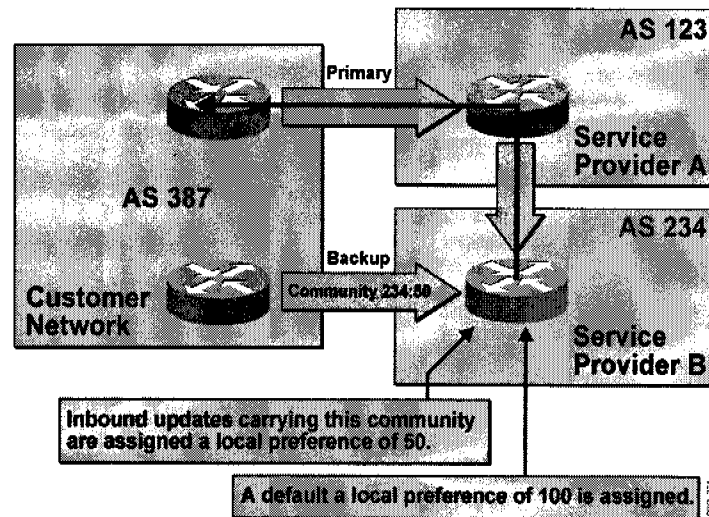 AS 123
Primary
Service
Provider A
AS 387
AS 234
Backup
Community 234:50
Customer
Network
Service
Provider B
Inbound updates carrying this community
are assigned a local preference of 50.
A default a local preference of 100 is assigned.